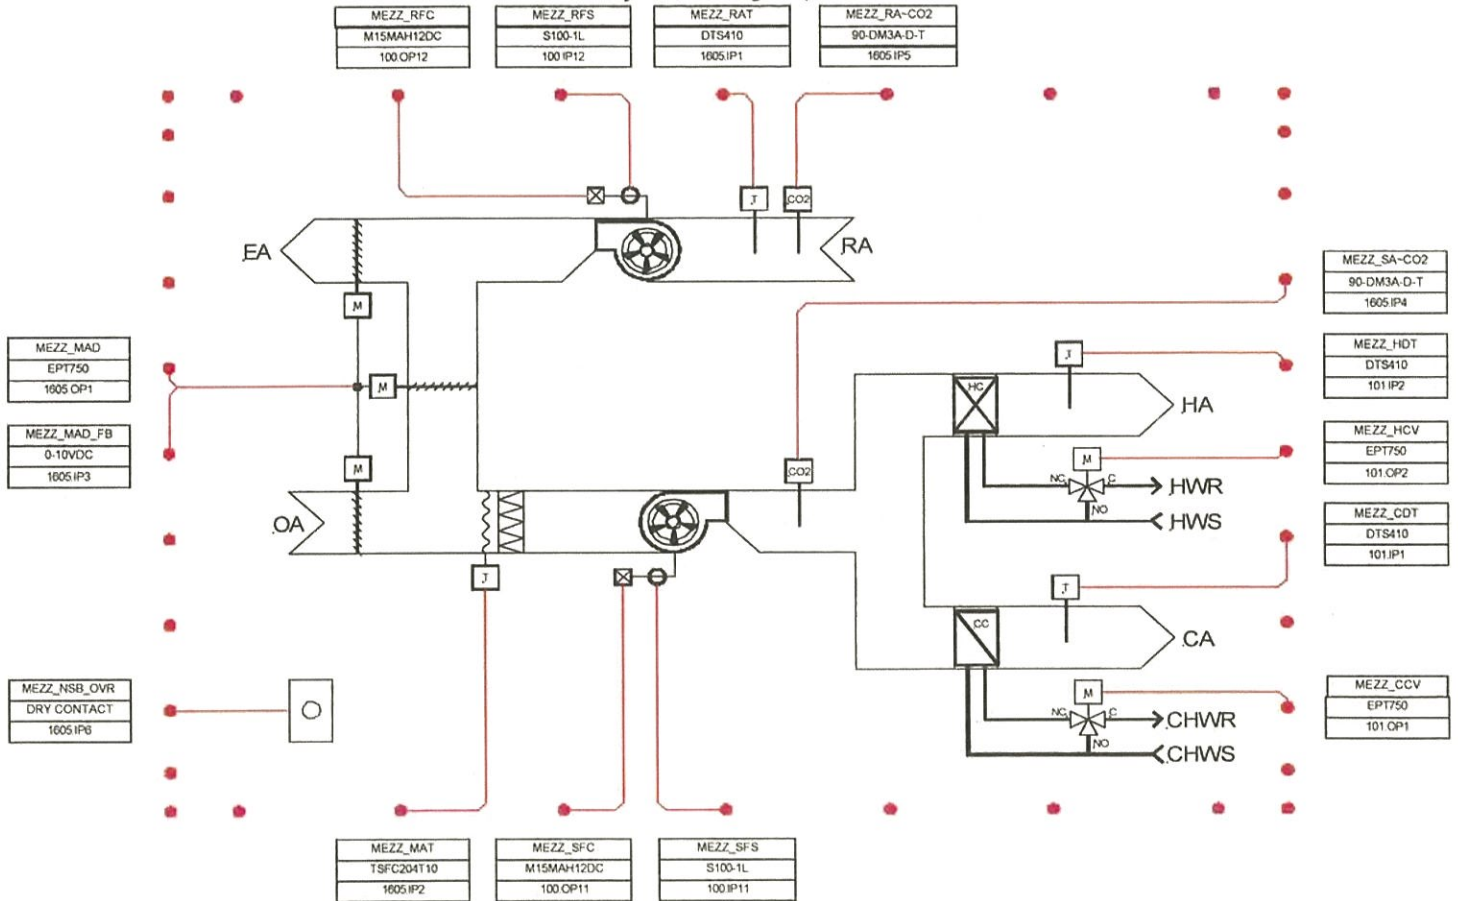 MEZZ_RFC
M15MAH12DC
100.OP12
MEZZ_RFS
S100-1L
100.IP12
MEZZ_RAT
DTS410
1605.IP1
MEZZ_RA~CO2
90-DM3A-D-T
1605.IP5
T
CO2
EA
RA
M
MEZZ_SA~CO2
90-DM3A-D-T
1605.IP4
MEZZ_MAD
EPT750
1605.OP1
M
T
MEZZ_HDT
DTS410
101.IP2
HC
HA
MEZZ_MAD_FB
0-10VDC
1605.IP3
M
CO2
M
MEZZ_HCV
EPT750
101.OP2
NC
C
HWR
NO
HWS
OA
MEZZ_CDT
DTS410
101.IP1
T
T
CC
CA
MEZZ_NSB_OVR
DRY CONTACT
1605.IP6
M
MEZZ_CCV
EPT750
101.OP1
NC
C
CHWR
NO
CHWS
MEZZ_MAT
TSFC204T10
1605.IP2
MEZZ_SFC
M15MAH12DC
100.OP11
MEZZ_SFS
S100-1L
100.IP11